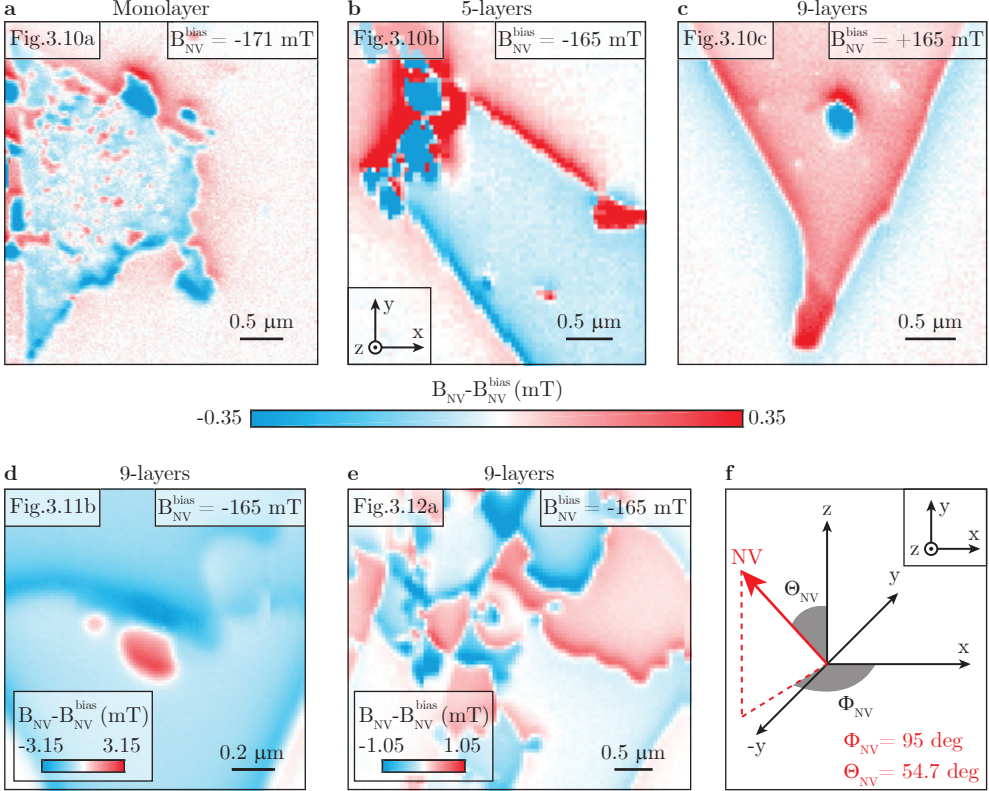 a Monolayer
Fig.3.10a
B_NV^bias = -171 mT
0.5 μm
b 5-layers
Fig.3.10b
B_NV^bias = -165 mT
y
x
z
0.5 μm
c 9-layers
Fig.3.10c
B_NV^bias = +165 mT
0.5 μm
B_NV-B_NV^bias (mT)
-0.35 0.35
d 9-layers
Fig.3.11b
B_NV^bias = -165 mT
B_NV-B_NV^bias (mT)
-3.15 3.15
0.2 μm
e 9-layers
Fig.3.12a
B_NV^bias = -165 mT
B_NV-B_NV^bias (mT)
-1.05 1.05
0.5 μm
f
y
x
z
z
NV
Θ_NV
y
x
Φ_NV
-y
Φ_NV = 95 deg
Θ_NV = 54.7 deg